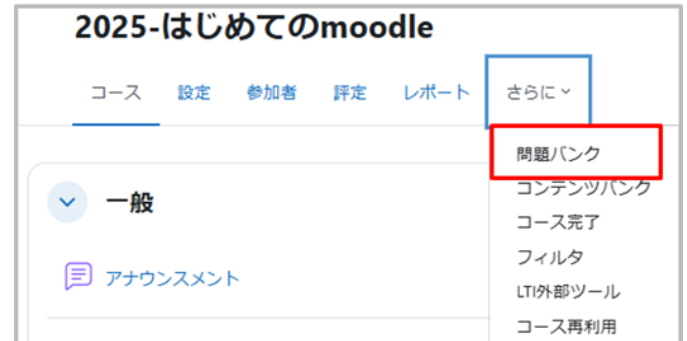 2025-はじめてのmoodle
コース 設定 参加者 評定 レポート さらに
問題バンク
コンテンツバンク
コース完了
フィルタ
LTI外部ツール
コース再利用
一般
アナウンスメント